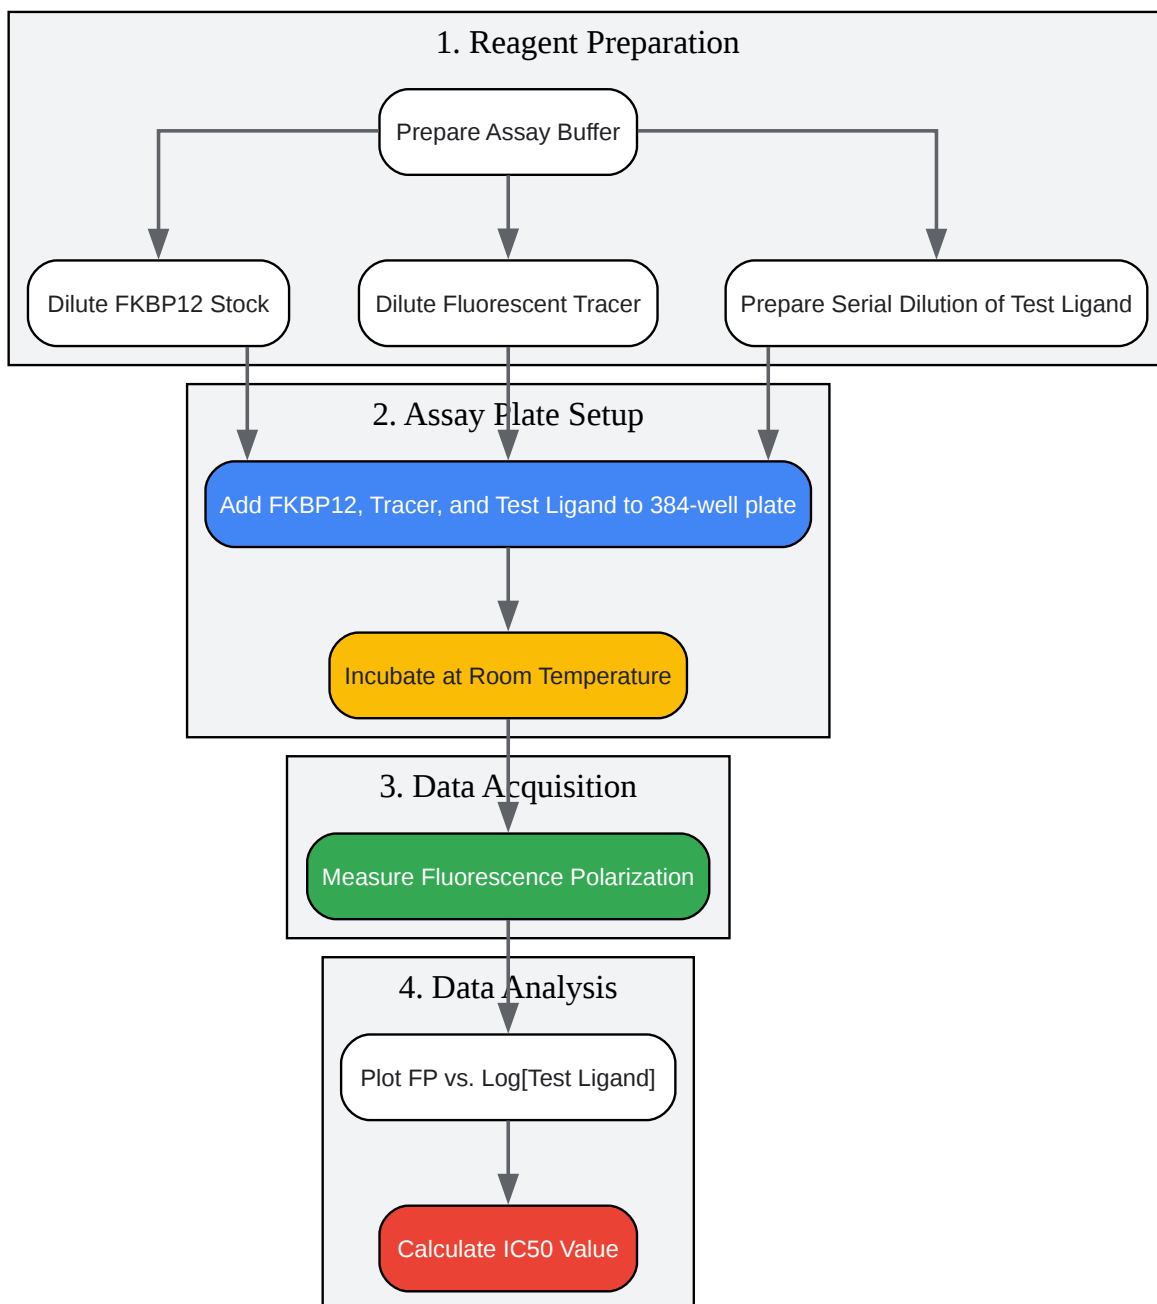 1. Reagent Preparation
Prepare Assay Buffer
Dilute FKBP12 Stock
Dilute Fluorescent Tracer
Prepare Serial Dilution of Test Ligand
2. Assay Plate Setup
Add FKBP12, Tracer, and Test Ligand to 384-well plate
Incubate at Room Temperature
3. Data Acquisition
Measure Fluorescence Polarization
4. Data Analysis
Plot FP vs. Log[Test Ligand]
Calculate IC50 Value